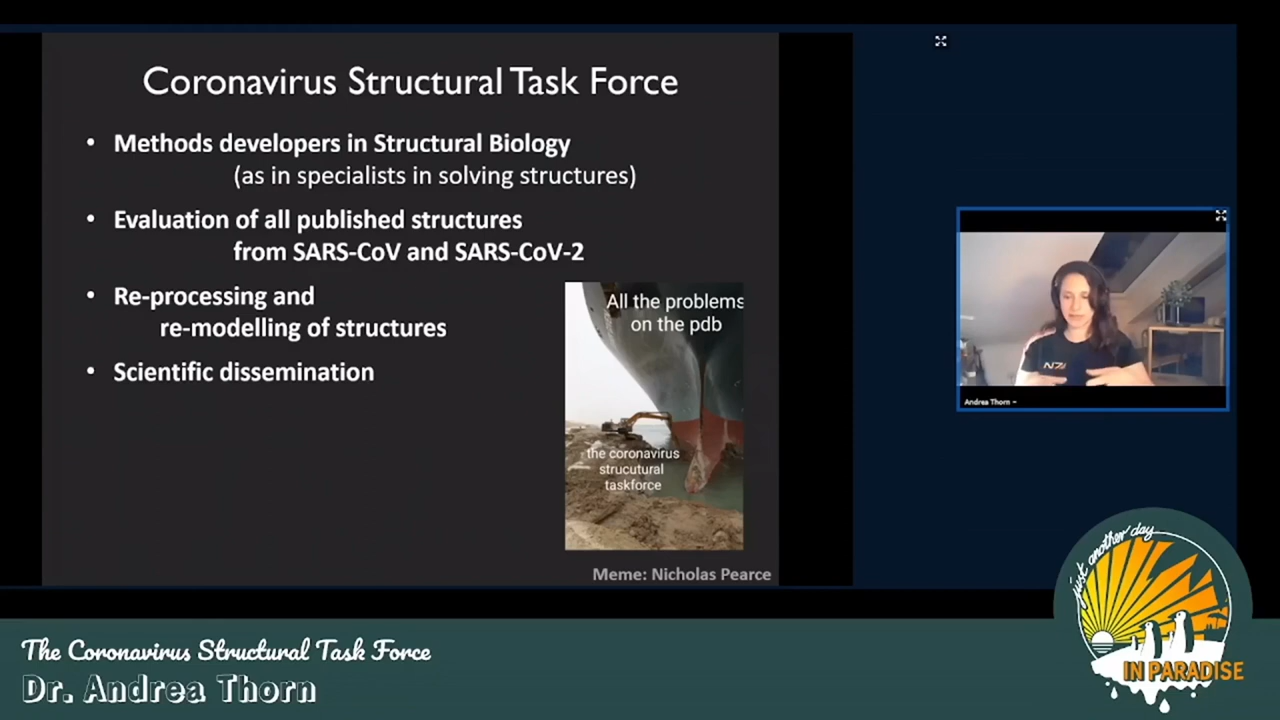 Coronavirus Structural Task Force
• Methods developers in Structural Biology
(as in specialists in solving structures)
• Evaluation of all published structures
from SARS-CoV and SARS-CoV-2
• Re-processing and
re-modelling of structures
• Scientific dissemination
All the problems
on the pdb
the coronavirus
strucutural
taskforce
Meme: Nicholas Pearce
N7
Andrea Thorn
just another day
IN PARADISE
The Coronavirus Structural Task Force
Dr. Andrea Thorn